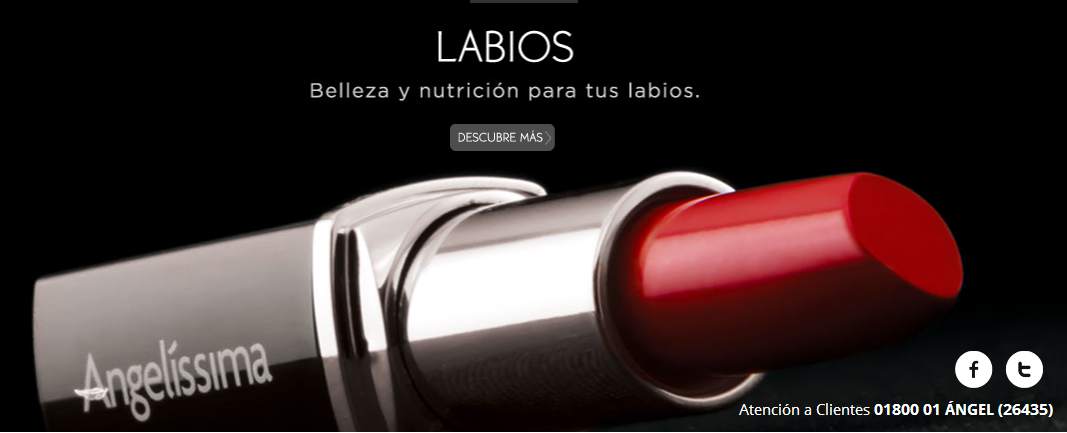 LABIOS
Belleza y nutrición para tus labios.
DESCUBRE MÁS
Angelíssima
Atención a Clientes 01800 01 ÁNGEL (26435)